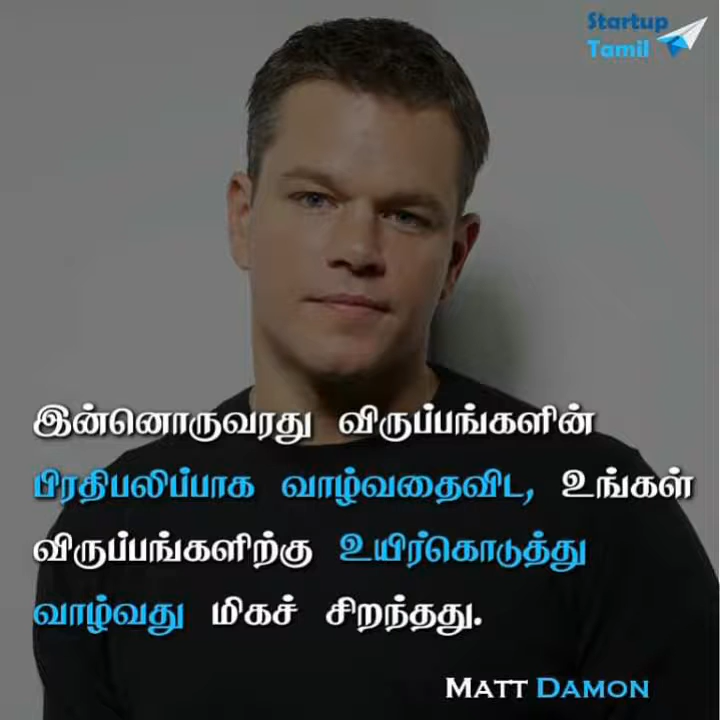 Startup
Tamil
இன்னொருவரது விருப்பங்களின்
பிரதிபலிப்பாக வாழ்வதைவிட, உங்கள்
விருப்பங்களிற்கு உயிர்கொடுத்து
வாழ்வது மிகச் சிறந்தது.
MATT DAMON